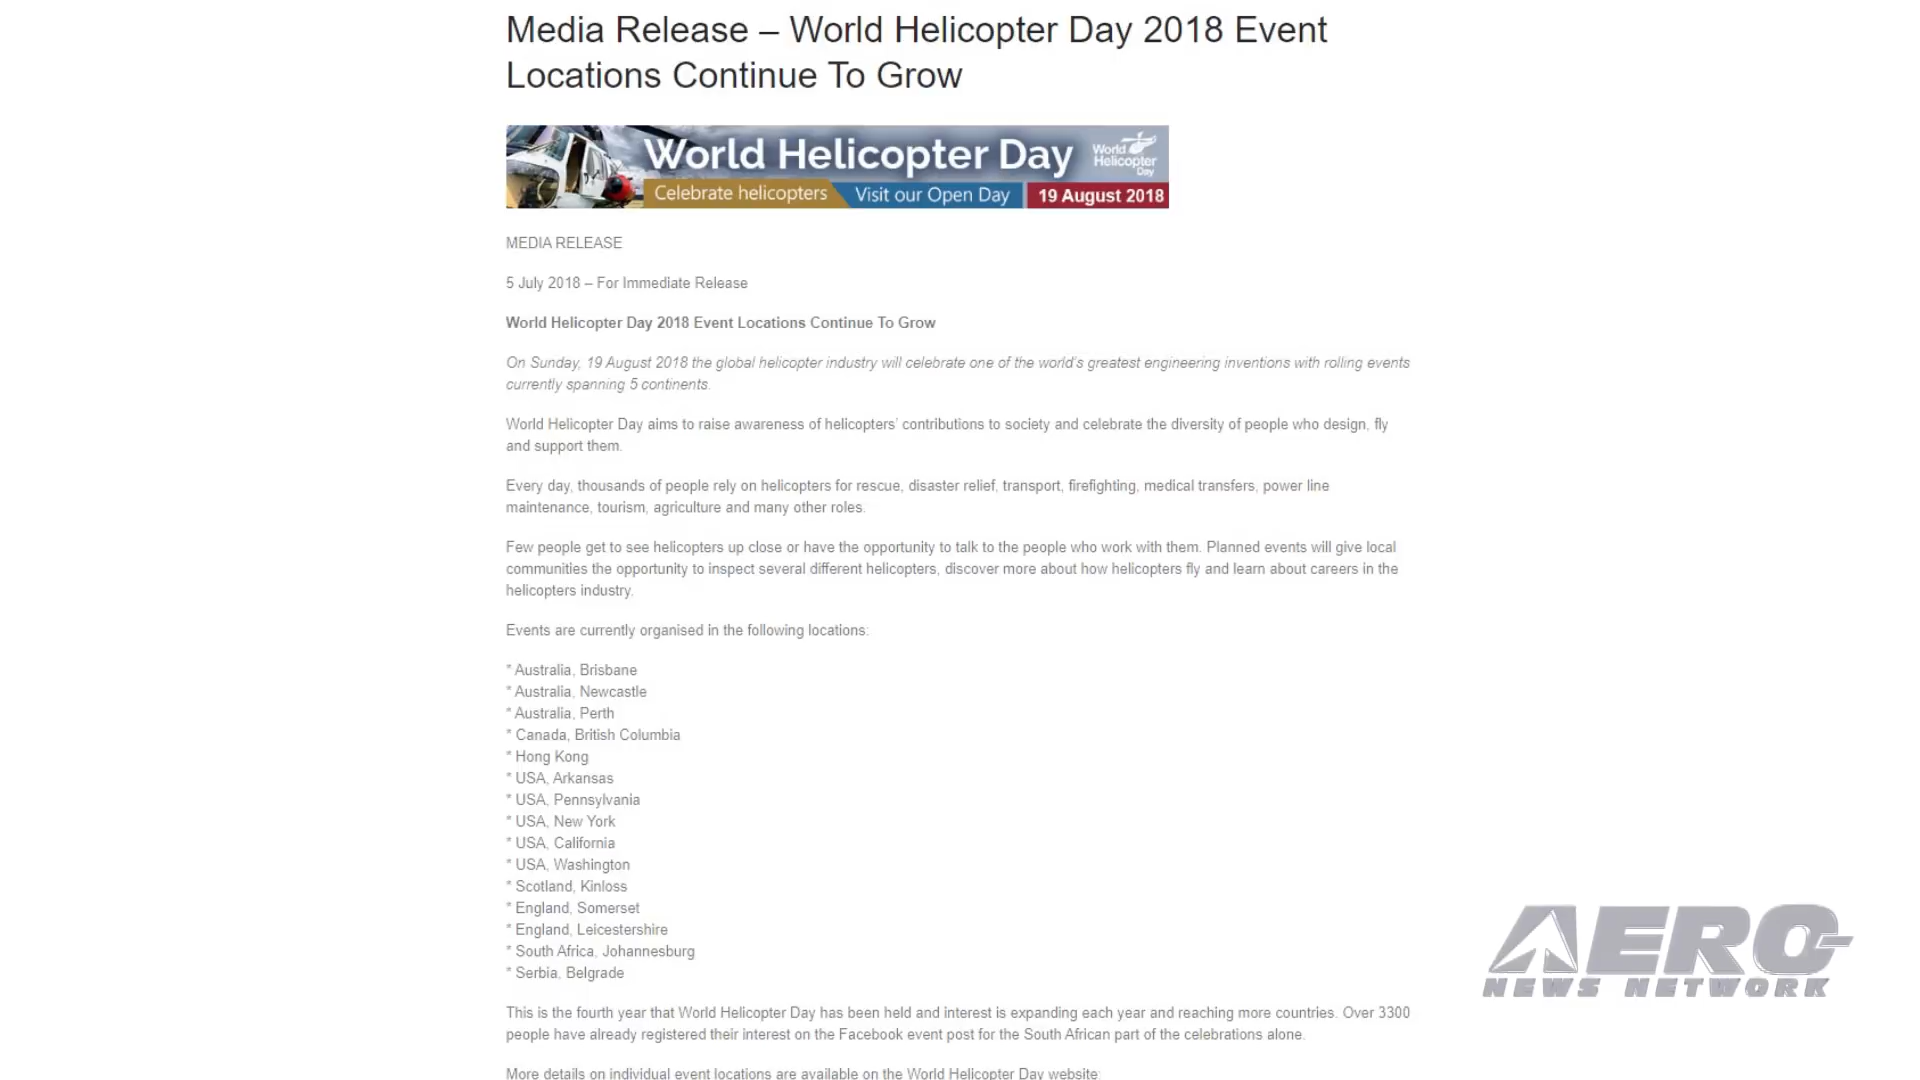 Media Release – World Helicopter Day 2018 Event
Locations Continue To Grow
World Helicopter Day
World
Helicopter
Day
Celebrate helicopters
Visit our Open Day
19 August 2018
MEDIA RELEASE
5 July 2018 – For Immediate Release
World Helicopter Day 2018 Event Locations Continue To Grow
On Sunday, 19 August 2018 the global helicopter industry will celebrate one of the world's greatest engineering inventions with rolling events
currently spanning 5 continents.
World Helicopter Day aims to raise awareness of helicopters' contributions to society and celebrate the diversity of people who design, fly
and support them.
Every day, thousands of people rely on helicopters for rescue, disaster relief, transport, firefighting, medical transfers, power line
maintenance, tourism, agriculture and many other roles.
Few people get to see helicopters up close or have the opportunity to talk to the people who work with them. Planned events will give local
communities the opportunity to inspect several different helicopters, discover more about how helicopters fly and learn about careers in the
helicopters industry.
Events are currently organised in the following locations:
* Australia, Brisbane
* Australia, Newcastle
* Australia, Perth
* Canada, British Columbia
* Hong Kong
* USA, Arkansas
* USA, Pennsylvania
* USA, New York
* USA, California
* USA, Washington
* Scotland, Kinloss
* England, Somerset
* England, Leicestershire
* South Africa, Johannesburg
* Serbia, Belgrade
This is the fourth year that World Helicopter Day has been held and interest is expanding each year and reaching more countries. Over 3300
people have already registered their interest on the Facebook event post for the South African part of the celebrations alone.
More details on individual event locations are available on the World Helicopter Day website:
AERO-
NEWS NETWORK